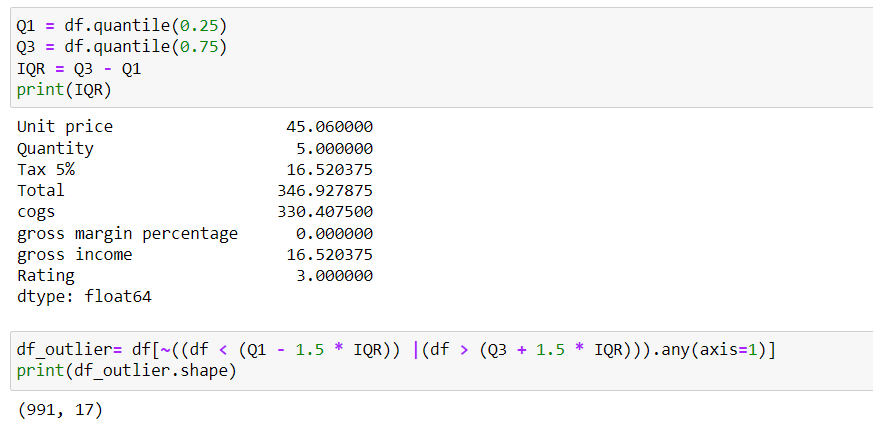 Q1 = df.quantile(0.25)
Q3 = df.quantile(0.75)
IQR = Q3 - Q1
print(IQR)
Unit price 45.060000
Quantity 5.000000
Tax 5% 16.520375
Total 346.927875
cogs 330.407500
gross margin percentage 0.000000
gross income 16.520375
Rating 3.000000
dtype: float64
df_outlier= df[~((df < (Q1 - 1.5 * IQR)) |(df > (Q3 + 1.5 * IQR))).any(axis=1)]
print(df_outlier.shape)
(991, 17)